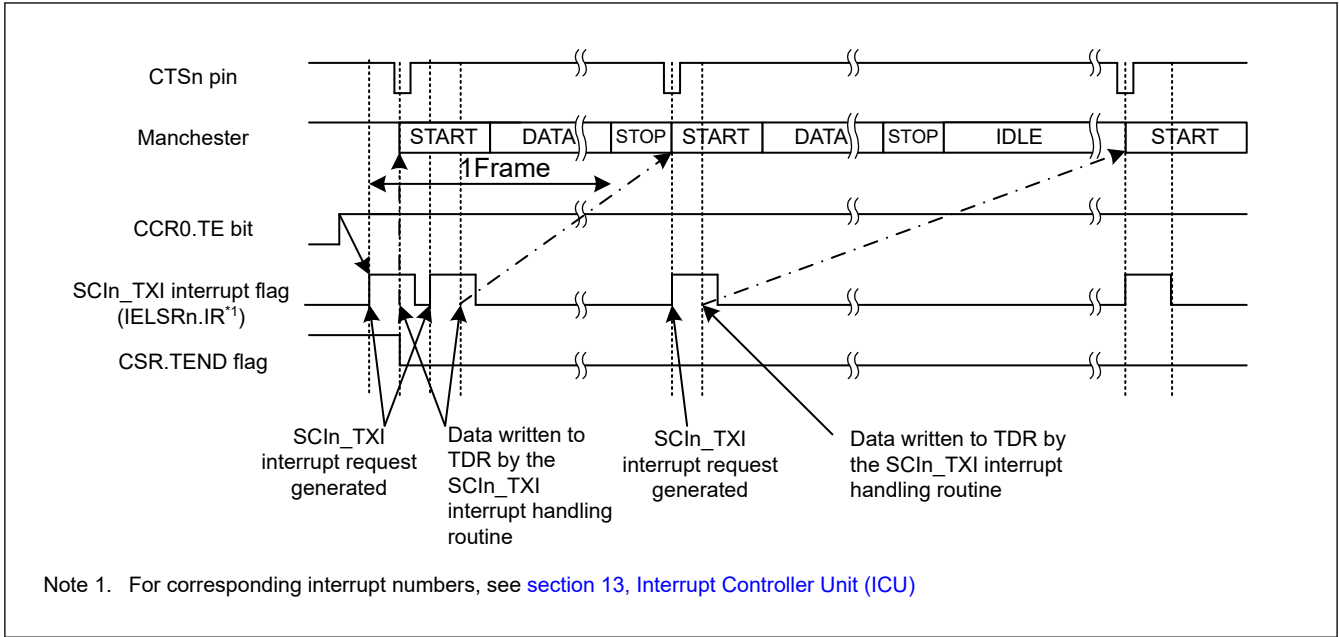 CTSn pin
Manchester
START DATA STOP START DATA STOP IDLE START
1Frame
CCR0.TE bit
SCIn_TXI interrupt flag
(IELSRn.IR*1)
CSR.TEND flag
SCIn_TXI
interrupt request
generated
Data written to
TDR by the
SCIn_TXI
interrupt handling
routine
SCIn_TXI
interrupt request
generated
Data written to TDR by
the SCIn_TXI interrupt
handling routine
Note 1. For corresponding interrupt numbers, see section 13, Interrupt Controller Unit (ICU)